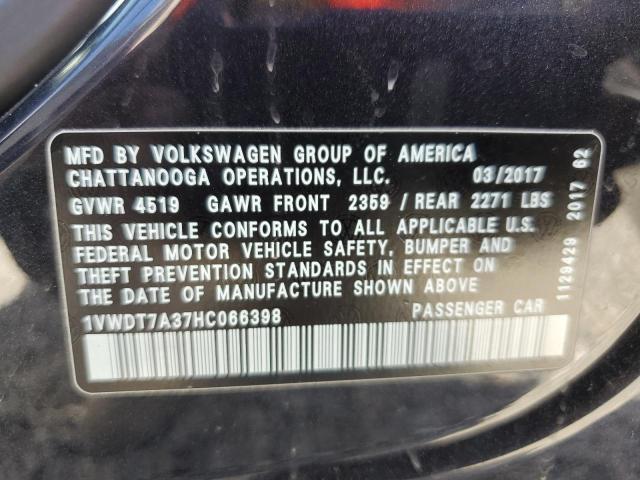 MFD BY VOLKSWAGEN GROUP OF AMERICA
CHATTANOOGA OPERATIONS, LLC. 03/2017
GVWR 4519 GAWR FRONT 2359 / REAR 2271 LBS
THIS VEHICLE CONFORMS TO ALL APPLICABLE U.S.
FEDERAL MOTOR VEHICLE SAFETY, BUMPER AND
THEFT PREVENTION STANDARDS IN EFFECT ON
THE DATE OF MANUFACTURE SHOWN ABOVE
1VWDT7A37HC066398 PASSENGER CAR
1129429 2017 62